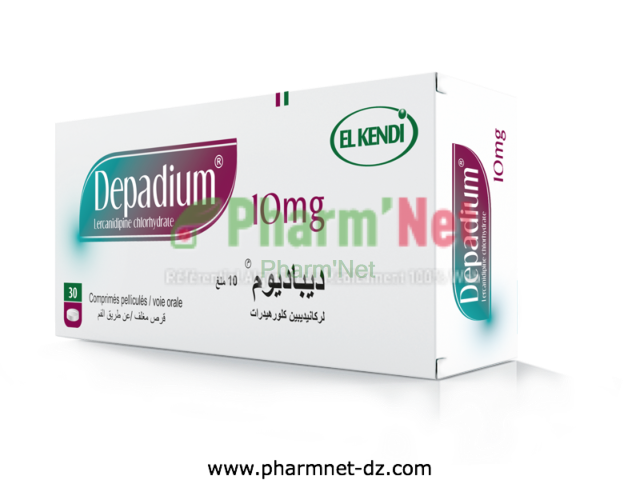 EL KENDI
Depadium®
Lercanidipine chlorhydrate
10mg
Pharm'Net
Pharm'Net
ديباديوم® 10 ملغ
لركانيديبين كلورهيدرات
30
Comprimés pelliculés / voie orale
قرص مغلف /عن طريق الفم
Depadium®
Lercanidipine chlorhydrate
10mg
www.pharmnet-dz.com